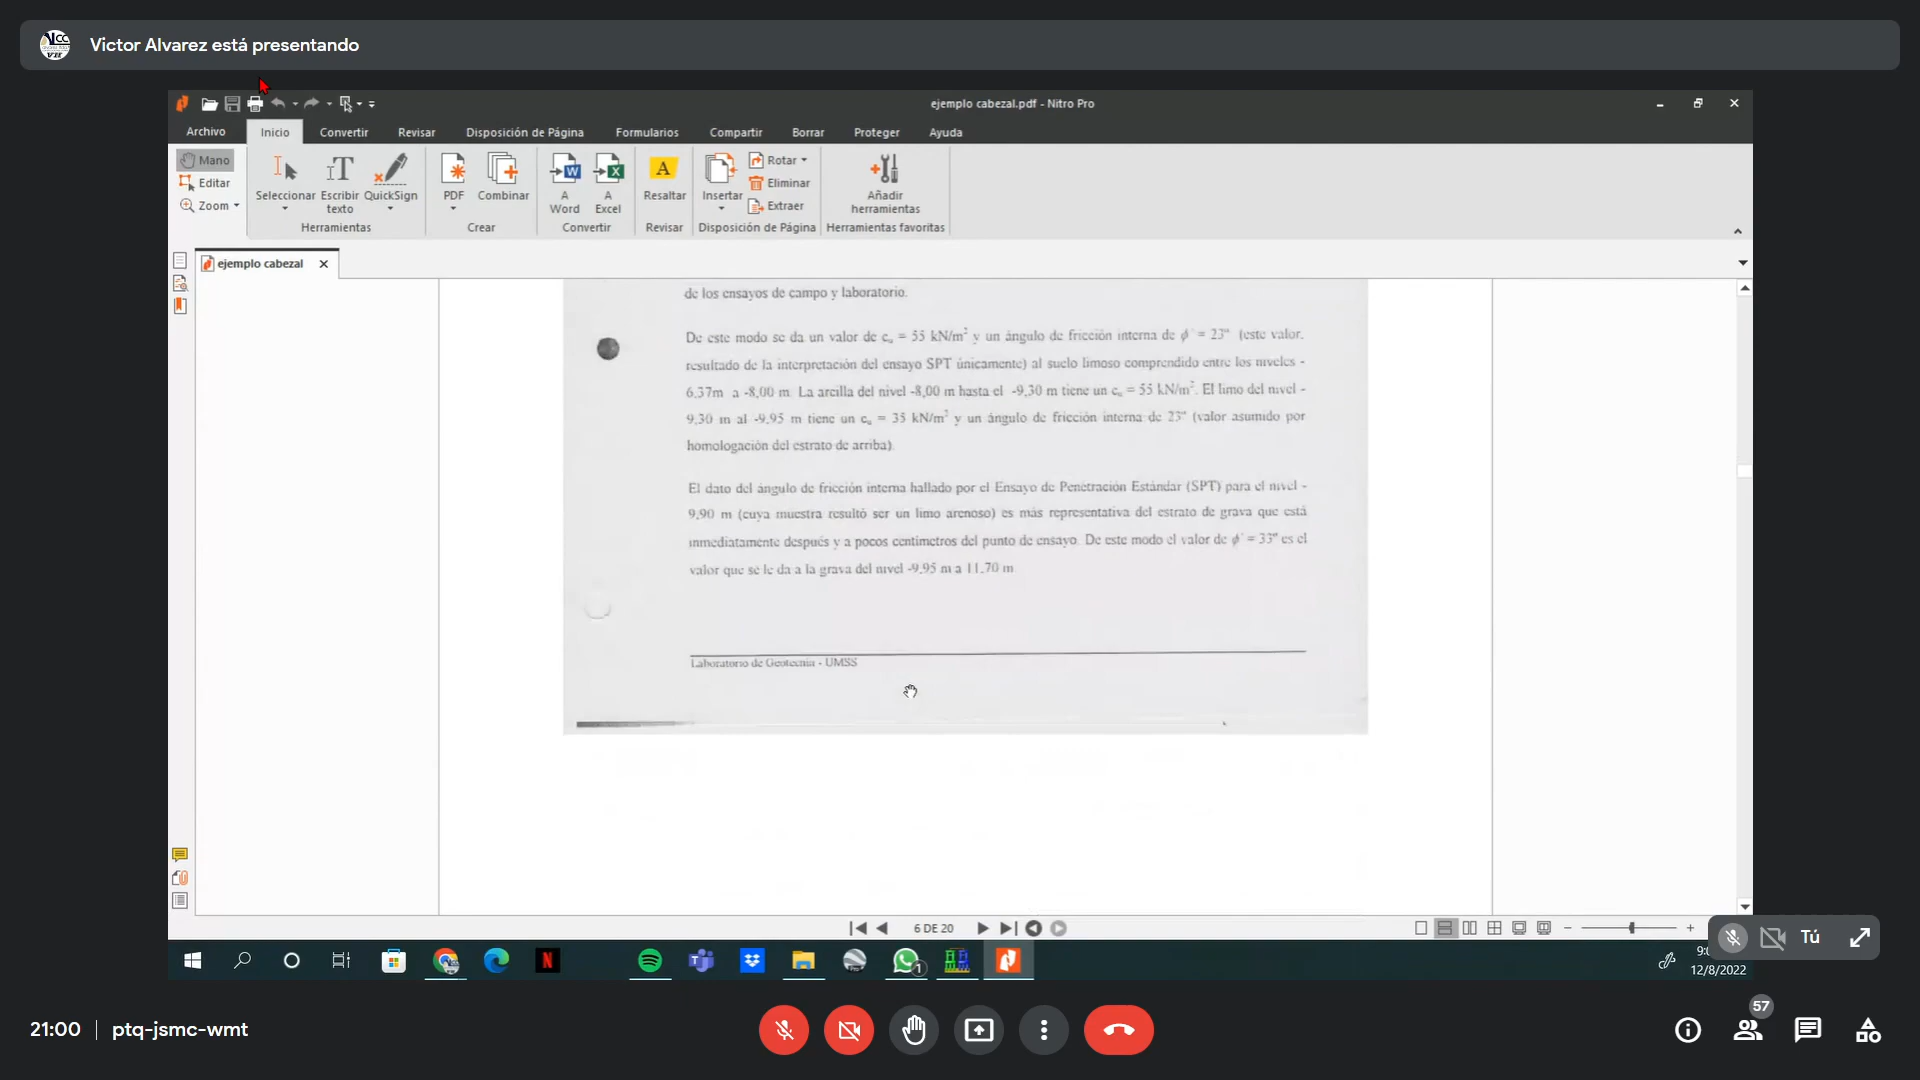 Victor Alvarez está presentando
ejemplo cabezal.pdf - Nitro Pro
Archivo Inicio Convertir Revisar Disposición de Página Formularios Compartir Borrar Proteger Ayuda
Mano
Editar
Zoom
Seleccionar
Escribir texto
QuickSign
Herramientas
PDF
Combinar
Crear
A Word
A Excel
Convertir
A
Resaltar
Revisar
Insertar
Rotar
Eliminar
Extraer
Disposición de Página
Añadir herramientas
Herramientas favoritas
ejemplo cabezal
de los ensayos de campo y laboratorio.
De este modo se da un valor de cᵤ = 55 kN/m² y un ángulo de fricción interna de ϕ' = 23º (este valor,
resultado de la interpretación del ensayo SPT únicamente) al suelo limoso comprendido entre los niveles -
6,37m a -8,00 m. La arcilla del nivel -8,00 m hasta el -9,30 m tiene un cᵤ = 55 kN/m². El limo del nivel -
9,30 m al -9,95 m tiene un cᵤ = 35 kN/m² y un ángulo de fricción interna de 23º (valor asumido por
homologación del estrato de arriba).
El dato del ángulo de fricción interna hallado por el Ensayo de Penetración Estándar (SPT) para el nivel -
9,90 m (cuya muestra resultó ser un limo arenoso) es más representativa del estrato de grava que está
inmediatamente después y a pocos centímetros del punto de ensayo. De este modo el valor de ϕ' = 33º es el
valor que se le da a la grava del nivel -9,95 m a 11,70 m
Laboratorio de Geotecnia - UMSS
6 DE 20
Tú
12/8/2022
21:00 | ptq-jsmc-wmt
57